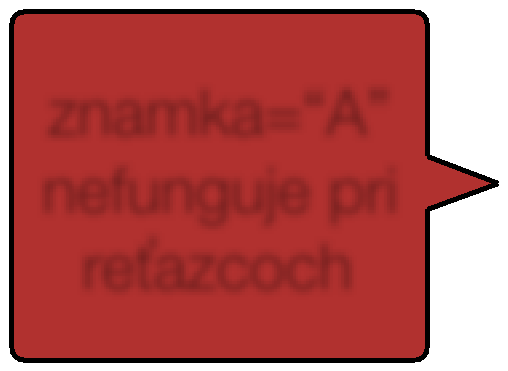 znamka=“A”
nefunguje pri
reťazcoch